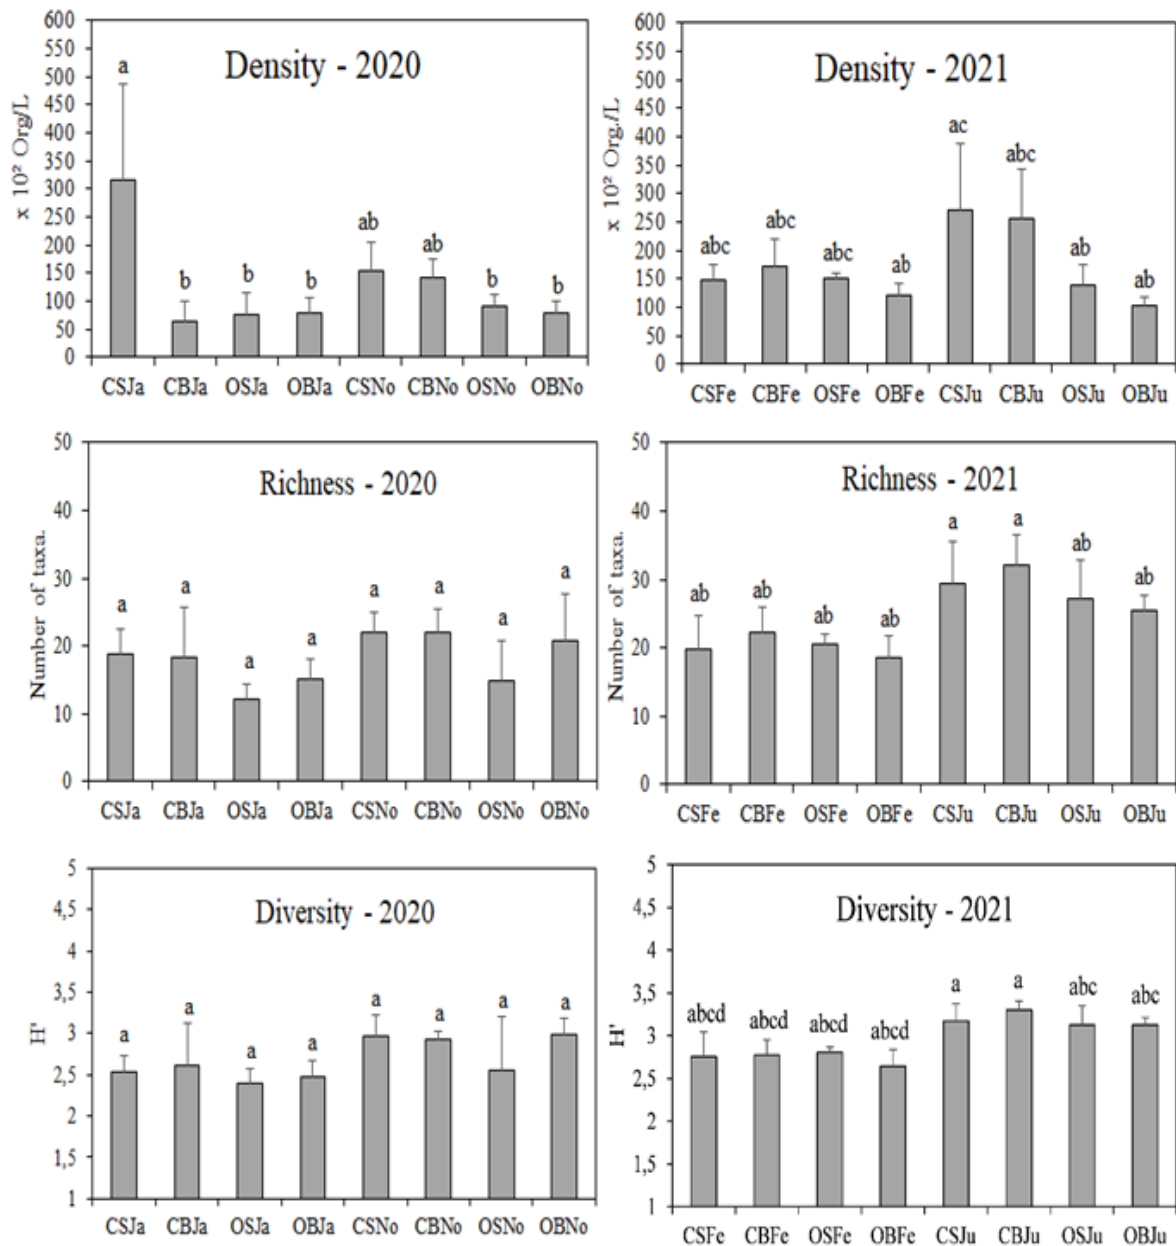 Density - 2020
x 10² Org/L
600
550
500
450
400
350
300
250
200
150
100
50
0
a
b
b
b
ab
ab
b
b
CSJa CBJa OSJa OBJa CSNo CBNo OSNo OBNo
Density - 2021
x 10² Org./L
600
550
500
450
400
350
300
250
200
150
100
50
0
abc
abc
abc
ab
ac
abc
ab
ab
CSFe CBFe OSFe OBFe CSJu CBJu OSJu OBJu
Richness - 2020
Number of taxa.
50
40
30
20
10
0
a
a
a
a
a
a
a
a
CSJa CBJa OSJa OBJa CSNo CBNo OSNo OBNo
Richness - 2021
Number of taxa.
50
40
30
20
10
0
ab
ab
ab
ab
a
a
ab
ab
CSFe CBFe OSFe OBFe CSJu CBJu OSJu OBJu
Diversity - 2020
H'
5
4,5
4
3,5
3
2,5
2
1,5
1
a
a
a
a
a
a
a
a
CSJa CBJa OSJa OBJa CSNo CBNo OSNo OBNo
Diversity - 2021
H'
5
4,5
4
3,5
3
2,5
2
1,5
1
abcd
abcd
abcd
abcd
a
a
abc
abc
CSFe CBFe OSFe OBFe CSJu CBJu OSJu OBJu